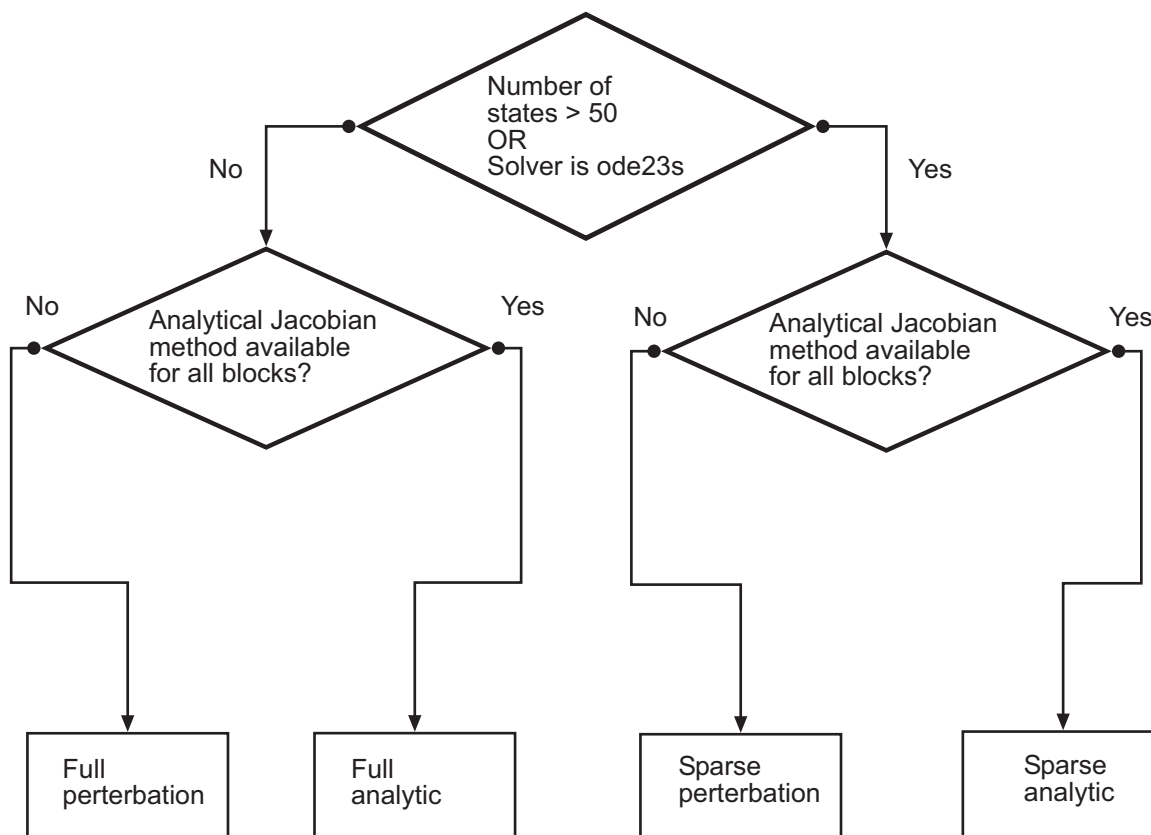 Number of
states > 50
OR
Solver is ode23s
No
Yes
No
Analytical Jacobian
method available
for all blocks?
Yes
No
Analytical Jacobian
method available
for all blocks?
Yes
Full
perterbation
Full
analytic
Sparse
perturbation
Sparse
analytic